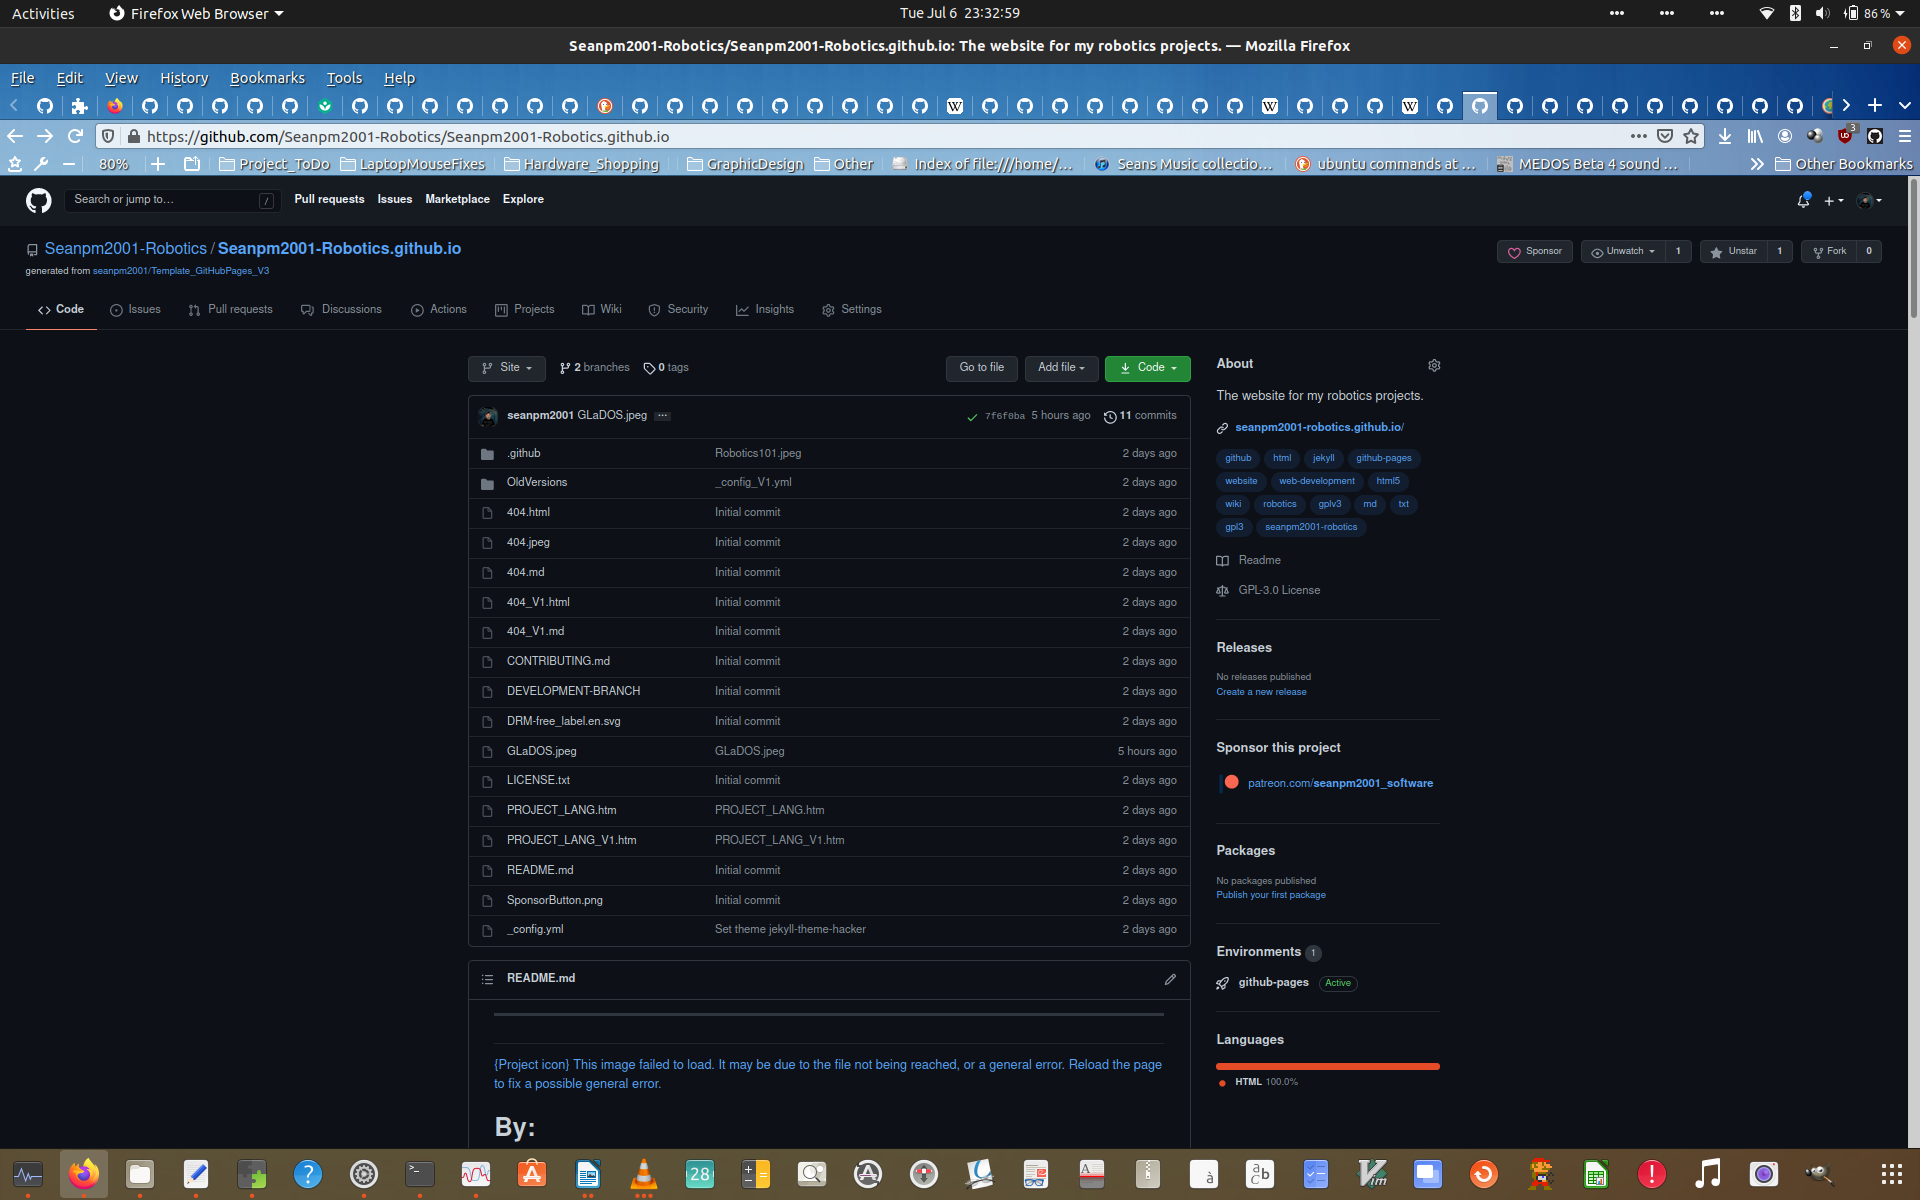 Activities
Firefox Web Browser
Tue Jul 6 23:32:59
86 %
Seanpm2001-Robotics/Seanpm2001-Robotics.github.io: The website for my robotics projects. — Mozilla Firefox
File Edit View History Bookmarks Tools Help
https://github.com/Seanpm2001-Robotics/Seanpm2001-Robotics.github.io
3
80% Project_ToDo LaptopMouseFixes Hardware_Shopping GraphicDesign Other Index of file:///home/… Seans Music collectio… ubuntu commands at … MEDOS Beta 4 sound … Other Bookmarks
Search or jump to… / Pull requests Issues Marketplace Explore
Seanpm2001-Robotics / Seanpm2001-Robotics.github.io
Sponsor Unwatch 1 Unstar 1 Fork 0
generated from seanpm2001/Template_GitHubPages_V3
Code Issues Pull requests Discussions Actions Projects Wiki Security Insights Settings
Site 2 branches 0 tags Go to file Add file Code
seanpm2001 GLaDOS.jpeg ... 7f6f0ba 5 hours ago 11 commits
.github Robotics101.jpeg 2 days ago
OldVersions _config_V1.yml 2 days ago
404.html Initial commit 2 days ago
404.jpeg Initial commit 2 days ago
404.md Initial commit 2 days ago
404_V1.html Initial commit 2 days ago
404_V1.md Initial commit 2 days ago
CONTRIBUTING.md Initial commit 2 days ago
DEVELOPMENT-BRANCH Initial commit 2 days ago
DRM-free_label.en.svg Initial commit 2 days ago
GLaDOS.jpeg GLaDOS.jpeg 5 hours ago
LICENSE.txt Initial commit 2 days ago
PROJECT_LANG.htm PROJECT_LANG.htm 2 days ago
PROJECT_LANG_V1.htm PROJECT_LANG_V1.htm 2 days ago
README.md Initial commit 2 days ago
SponsorButton.png Initial commit 2 days ago
_config.yml Set theme jekyll-theme-hacker 2 days ago
README.md
{Project icon} This image failed to load. It may be due to the file not being reached, or a general error. Reload the page
to fix a possible general error.
By:
About
The website for my robotics projects.
seanpm2001-robotics.github.io/
github html jekyll github-pages
website web-development html5
wiki robotics gplv3 md txt
gpl3 seanpm2001-robotics
Readme
GPL-3.0 License
Releases
No releases published
Create a new release
Sponsor this project
patreon.com/seanpm2001_software
Packages
No packages published
Publish your first package
Environments 1
github-pages Active
Languages
HTML 100.0%
28